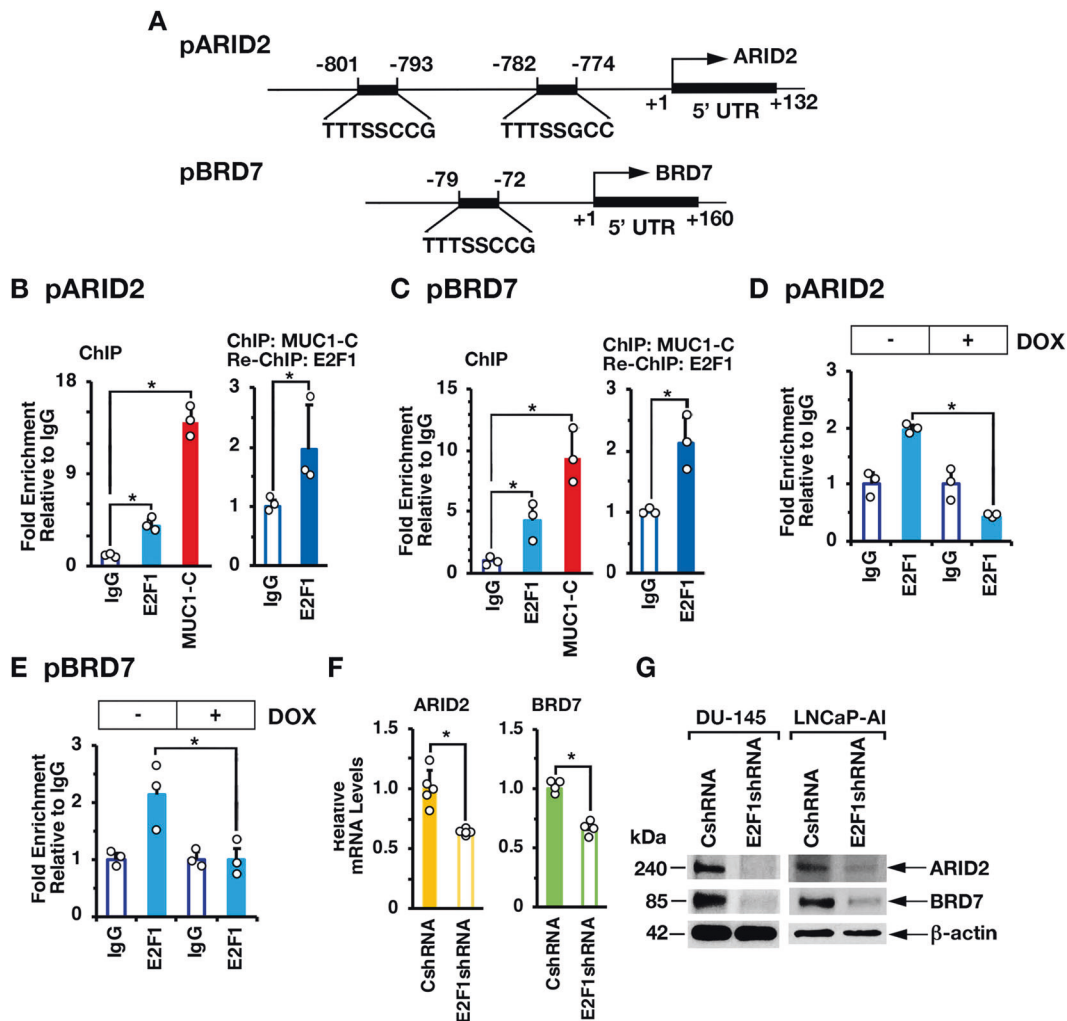 A
pARID2
-801 -793 -782 -774 ARID2
+1 5' UTR +132
TTTSSCCG TTTSSGCC
pBRD7
-79 -72 BRD7
+1 5' UTR +160
TTTSSCCG
B pARID2
ChIP
Fold Enrichment
Relative to IgG
18
9
0
*
*
IgG
E2F1
MUC1-C
ChIP: MUC1-C
Re-ChIP: E2F1
3
2
1
0
*
IgG
E2F1
C pBRD7
ChIP
Fold Enrichment
Relative to IgG
15
10
5
0
*
*
IgG
E2F1
MUC1-C
ChIP: MUC1-C
Re-ChIP: E2F1
3
2
1
0
*
IgG
E2F1
D pARID2
- + DOX
Fold Enrichment
Relative to IgG
3
2
1
0
*
IgG
E2F1
IgG
E2F1
E pBRD7
- + DOX
Fold Enrichment
Relative to IgG
3
2
1
0
*
IgG
E2F1
IgG
E2F1
F
ARID2
Relative
mRNA Levels
1.5
1.0
0.5
0
*
CshRNA
E2F1shRNA
BRD7
1.5
1.0
0.5
0
*
CshRNA
E2F1shRNA
G
DU-145 LNCaP-AI
CshRNA
E2F1shRNA
CshRNA
E2F1shRNA
kDa
240 ARID2
85 BRD7
42 β-actin